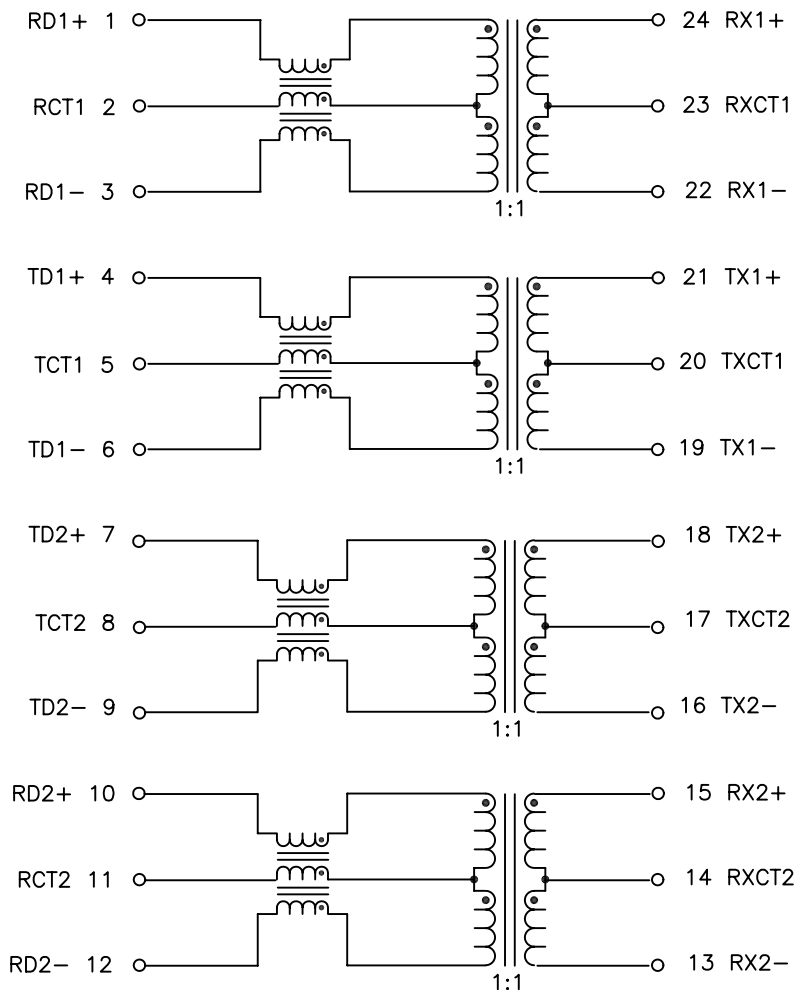 RD1+ 1 24 RX1+
RCT1 2 23 RXCT1
RD1- 3 22 RX1-
1:1
TD1+ 4 21 TX1+
TCT1 5 20 TXCT1
TD1- 6 19 TX1-
1:1
TD2+ 7 18 TX2+
TCT2 8 17 TXCT2
TD2- 9 16 TX2-
1:1
RD2+ 10 15 RX2+
RCT2 11 14 RXCT2
RD2- 12 13 RX2-
1:1